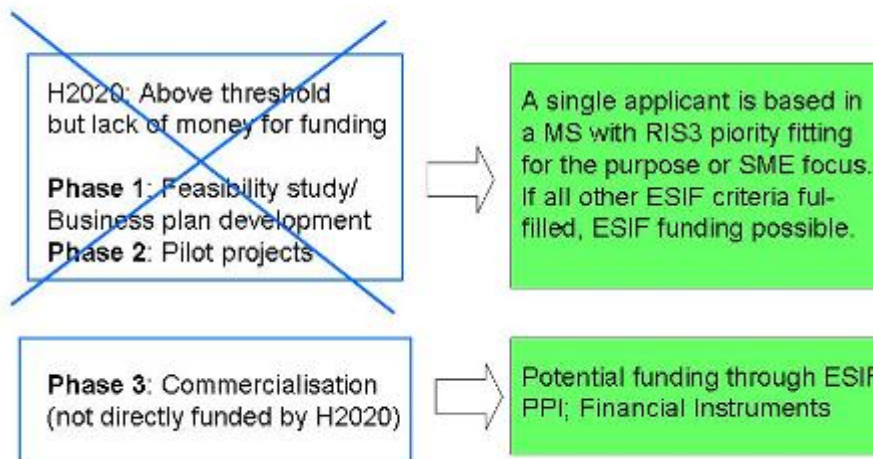 H2020: Above threshold
but lack of money for funding
Phase 1: Feasibility study/
Business plan development
Phase 2: Pilot projects
A single applicant is based in
a MS with RIS3 piority fitting
for the purpose or SME focus.
If all other ESIF criteria ful-
filled, ESIF funding possible.
Phase 3: Commercialisation
(not directly funded by H2020)
Potential funding through ESIF
PPI; Financial Instruments